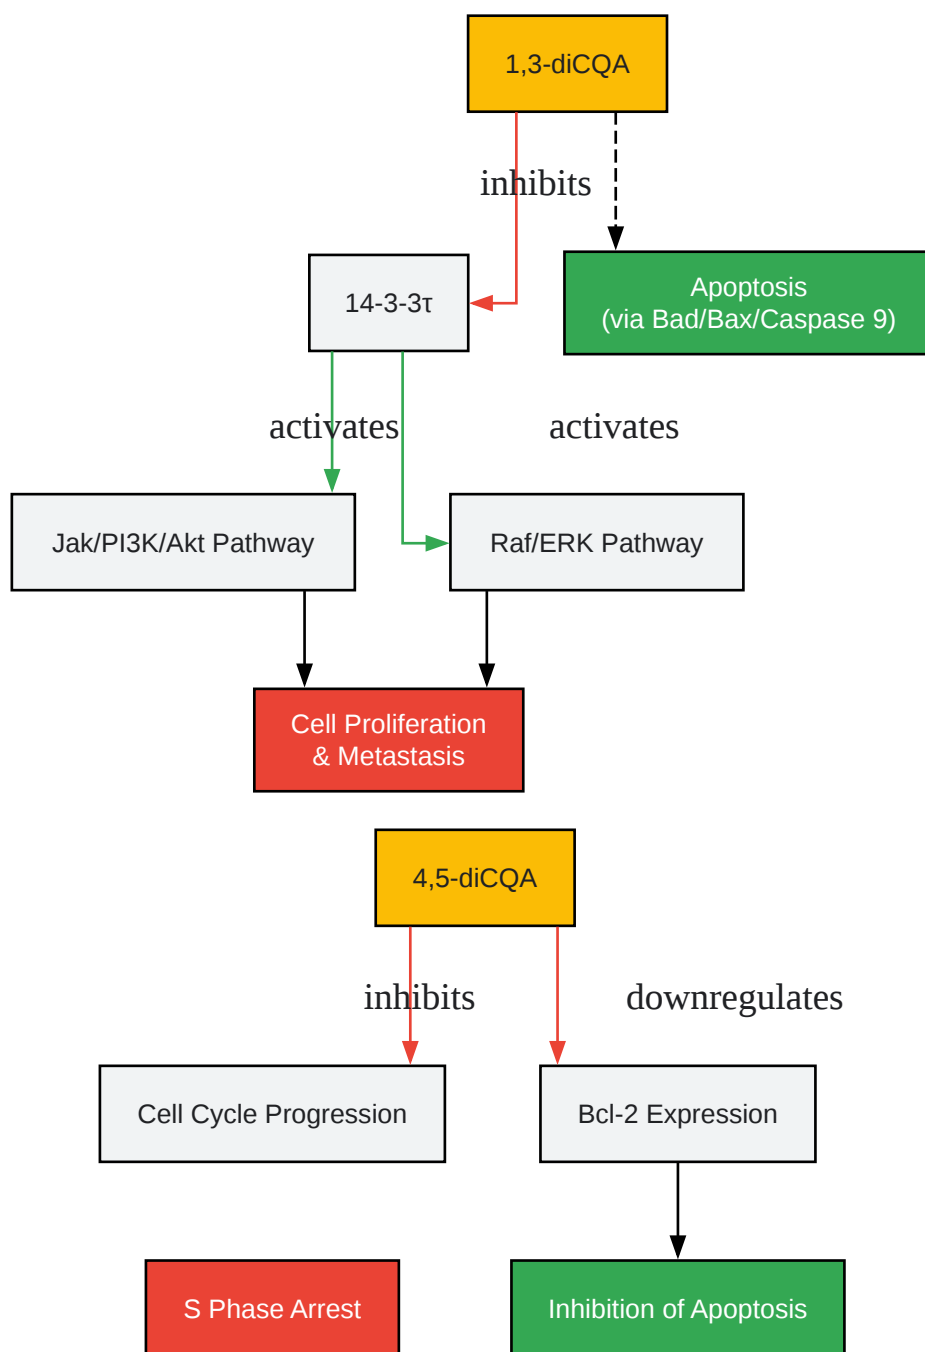 1,3-diCQA
inhibits
14-3-3τ
Apoptosis
(via Bad/Bax/Caspase 9)
activates
activates
Jak/PI3K/Akt Pathway
Raf/ERK Pathway
Cell Proliferation
& Metastasis
4,5-diCQA
inhibits
downregulates
Cell Cycle Progression
Bcl-2 Expression
S Phase Arrest
Inhibition of Apoptosis